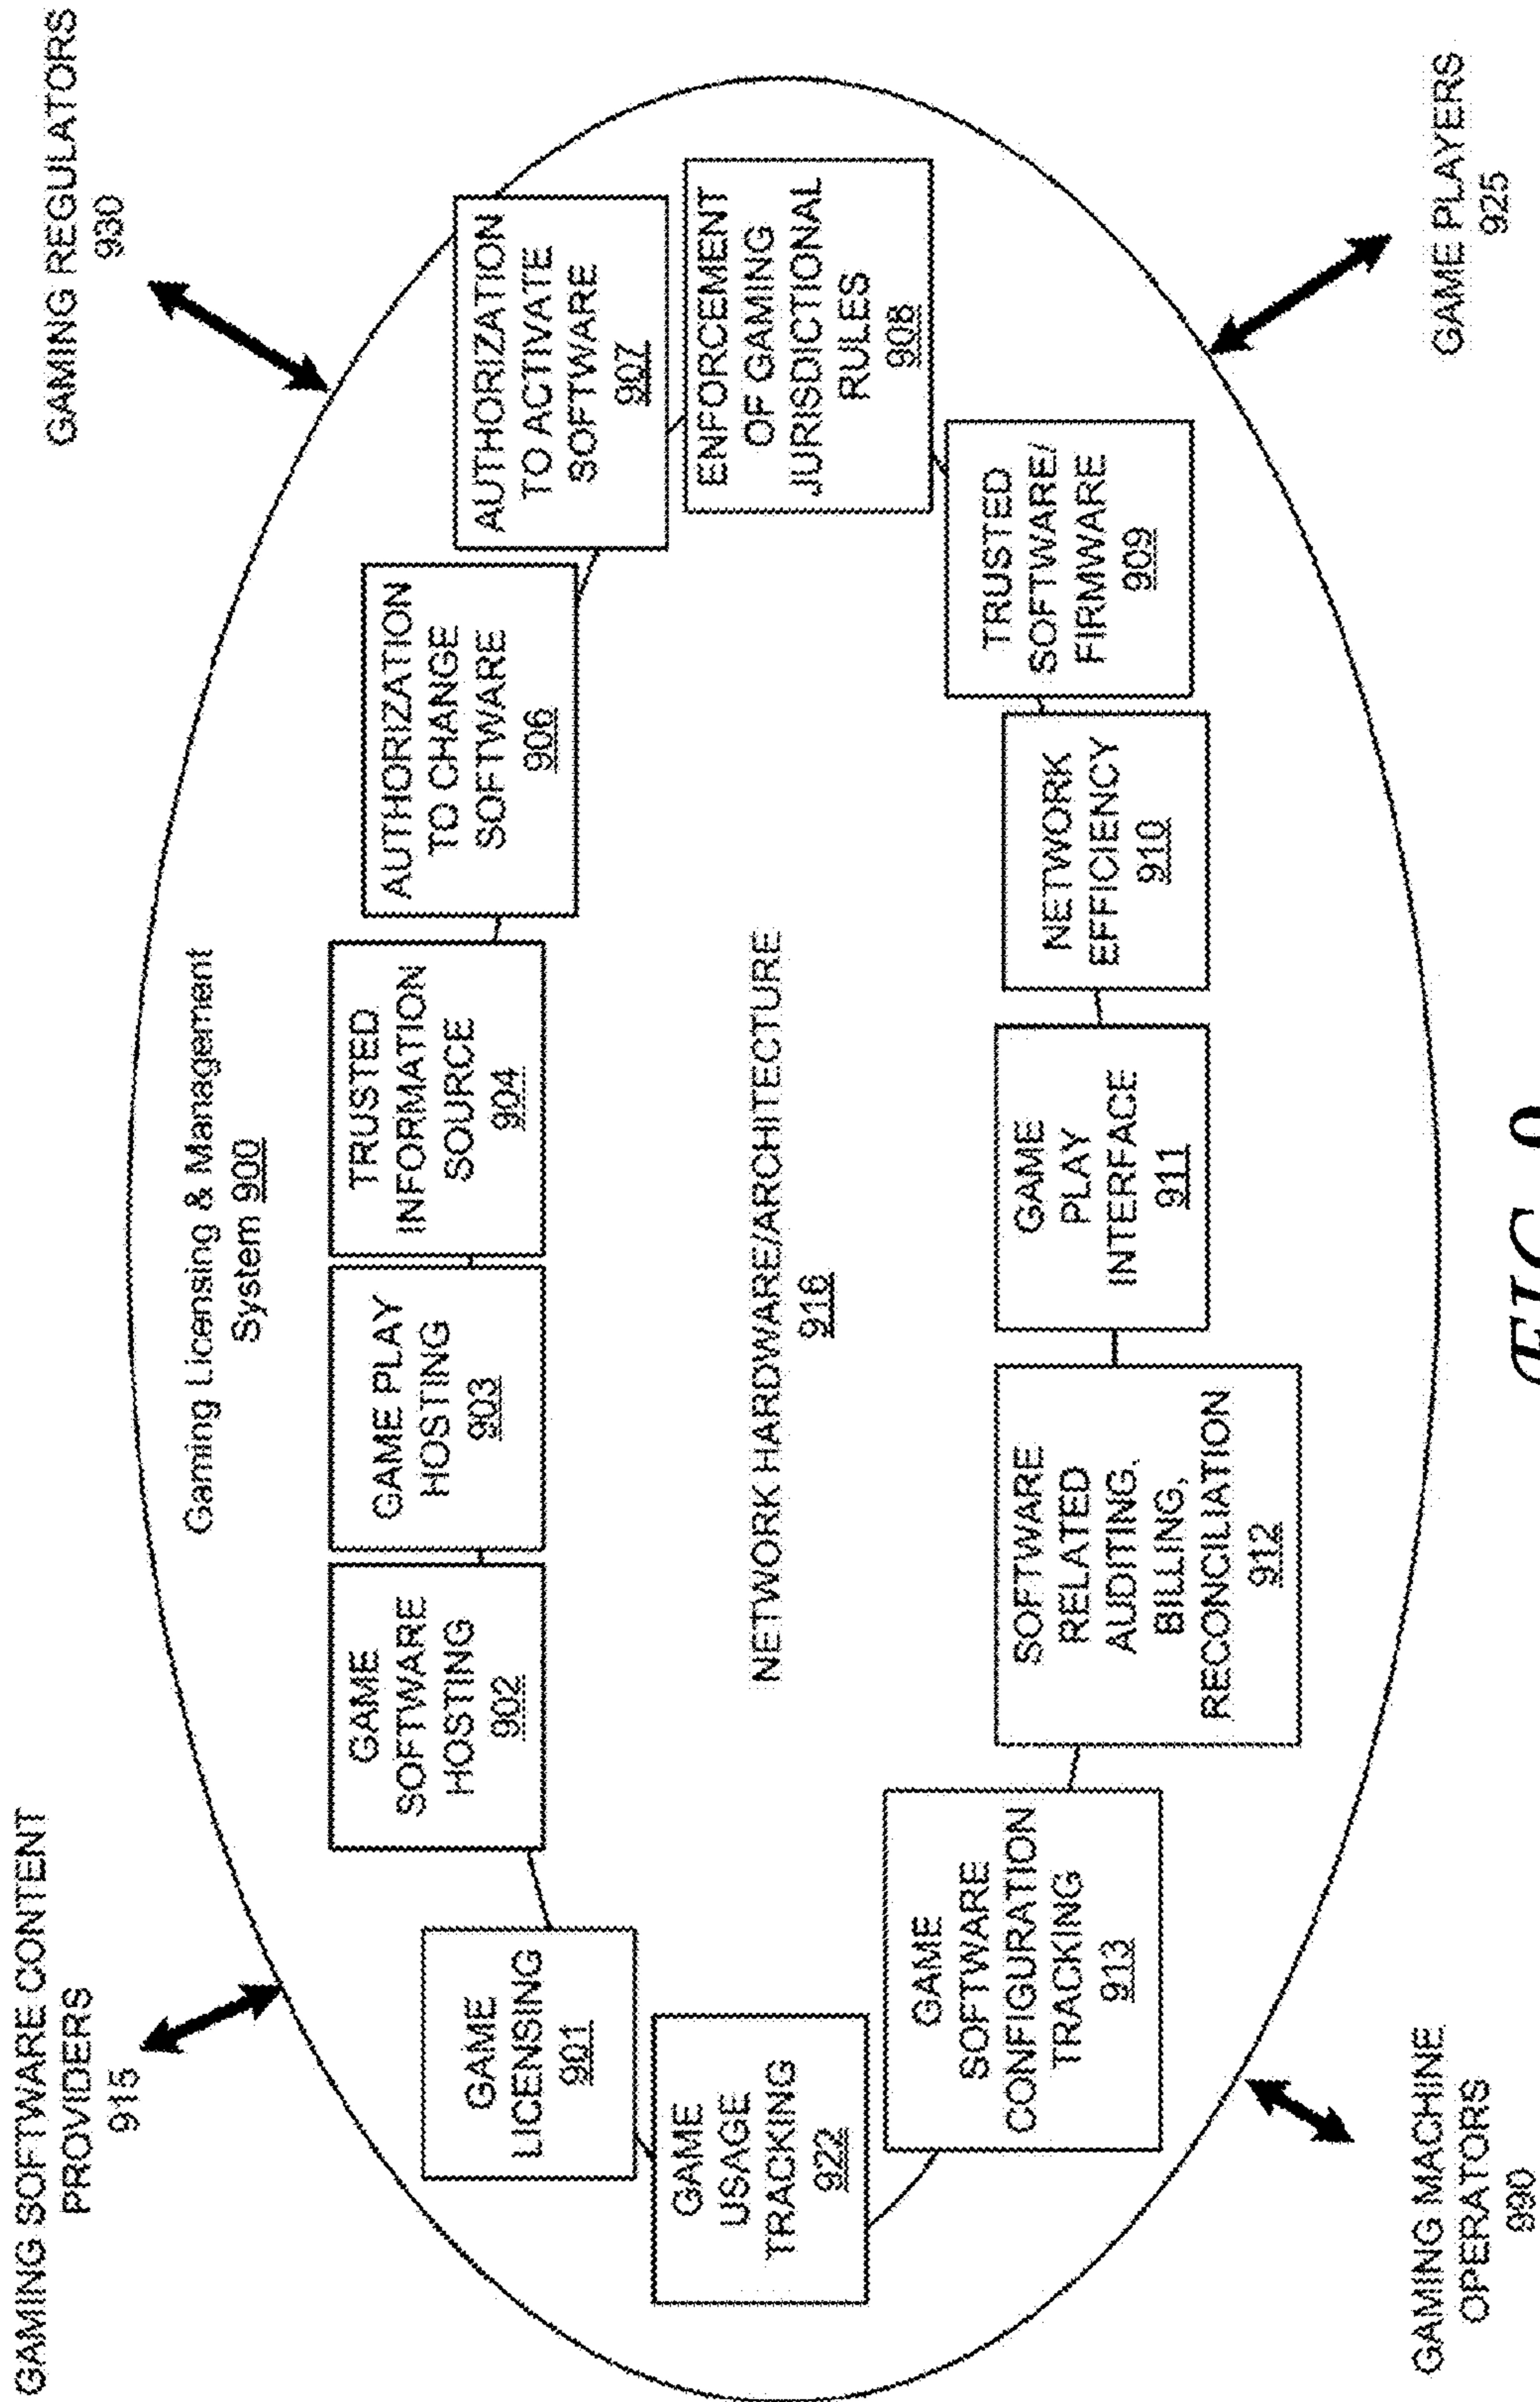 GAMING SOFTWARE CONTENT
PROVIDERS
915
GAMING REGULATORS
930
Gaming Licensing & Management
System 900
GAME
LICENSING
901
GAME
SOFTWARE
HOSTING
902
GAME PLAY
HOSTING
903
TRUSTED
INFORMATION
SOURCE
904
AUTHORIZATION
TO CHANGE
SOFTWARE
906
AUTHORIZATION
TO ACTIVATE
SOFTWARE
907
GAME
USAGE
TRACKING
922
NETWORK HARDWARE/ARCHITECTURE
916
ENFORCEMENT
OF GAMING
JURISDICTIONAL
RULES
908
GAME
SOFTWARE
CONFIGURATION
TRACKING
913
SOFTWARE
RELATED
AUDITING,
BILLING,
RECONCILIATION
912
GAME
PLAY
INTERFACE
911
NETWORK
EFFICIENCY
910
TRUSTED
SOFTWARE/
FIRMWARE
909
GAMING MACHINE
OPERATORS
GAME PLAYERS
925
FIG. 9